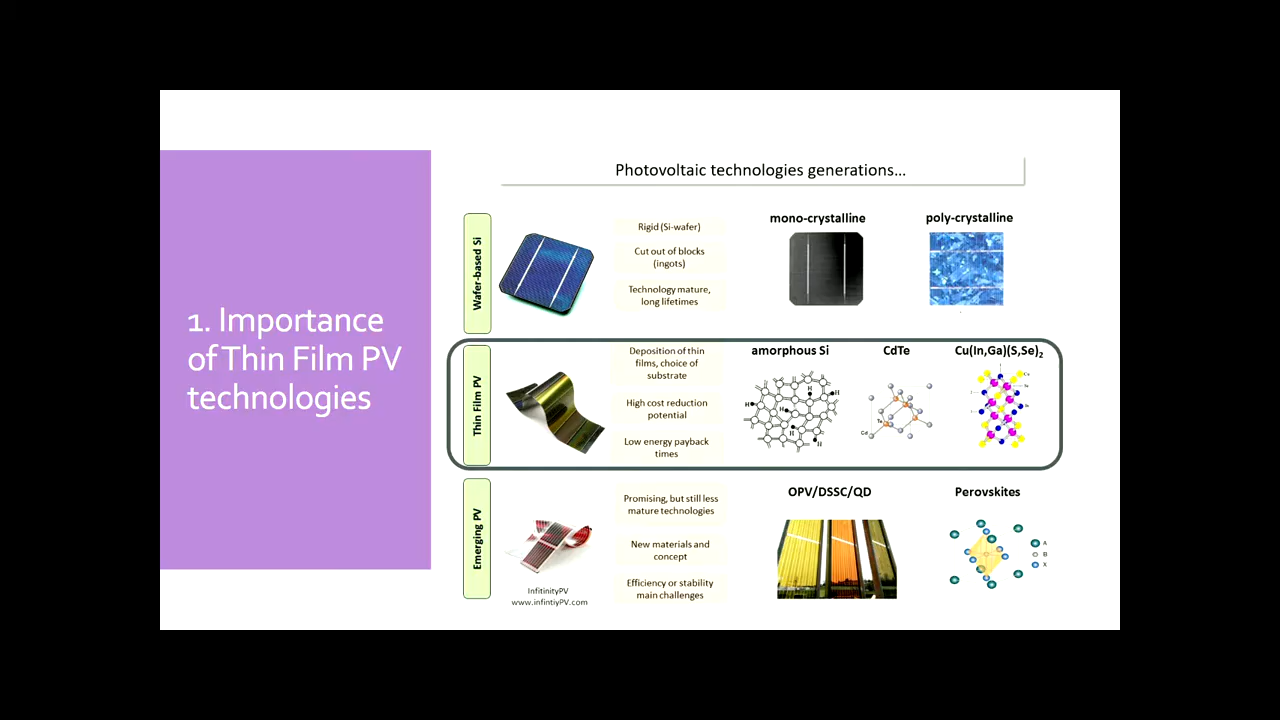 1. Importance
of Thin Film PV
technologies
Photovoltaic technologies generations...
Wafer-based Si
Rigid (Si-wafer)
Cut out of blocks
(ingots)
Technology mature,
long lifetimes
mono-crystalline
poly-crystalline
Thin Film PV
Deposition of thin
films, choice of
substrate
High cost reduction
potential
Low energy payback
times
amorphous Si
H
H
H
H
H
CdTe
Te
Cd
Cu(In,Ga)(S,Se)2
Emerging PV
InfitinityPV
www.infintiyPV.com
Promising, but still less
mature technologies
New materials and
concept
Efficiency or stability
main challenges
OPV/DSSC/QD
Perovskites
A
B
X